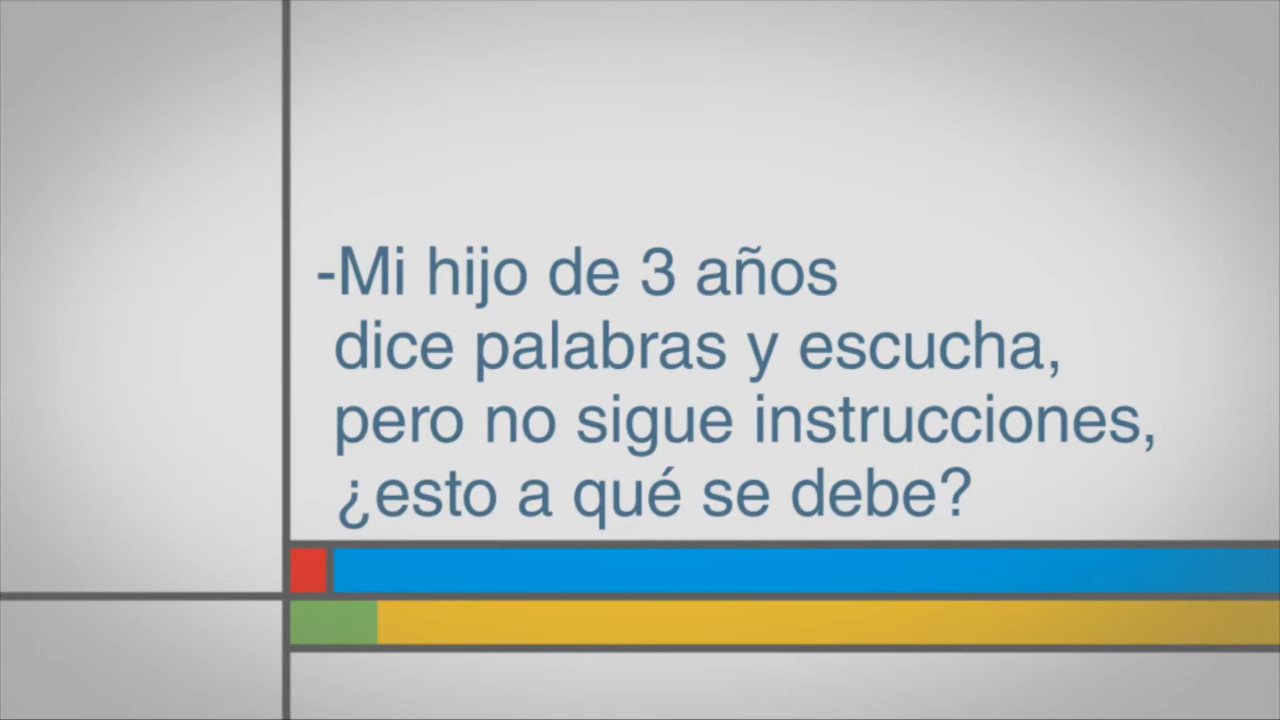 -Mi hijo de 3 años
dice palabras y escucha,
pero no sigue instrucciones,
¿esto a qué se debe?